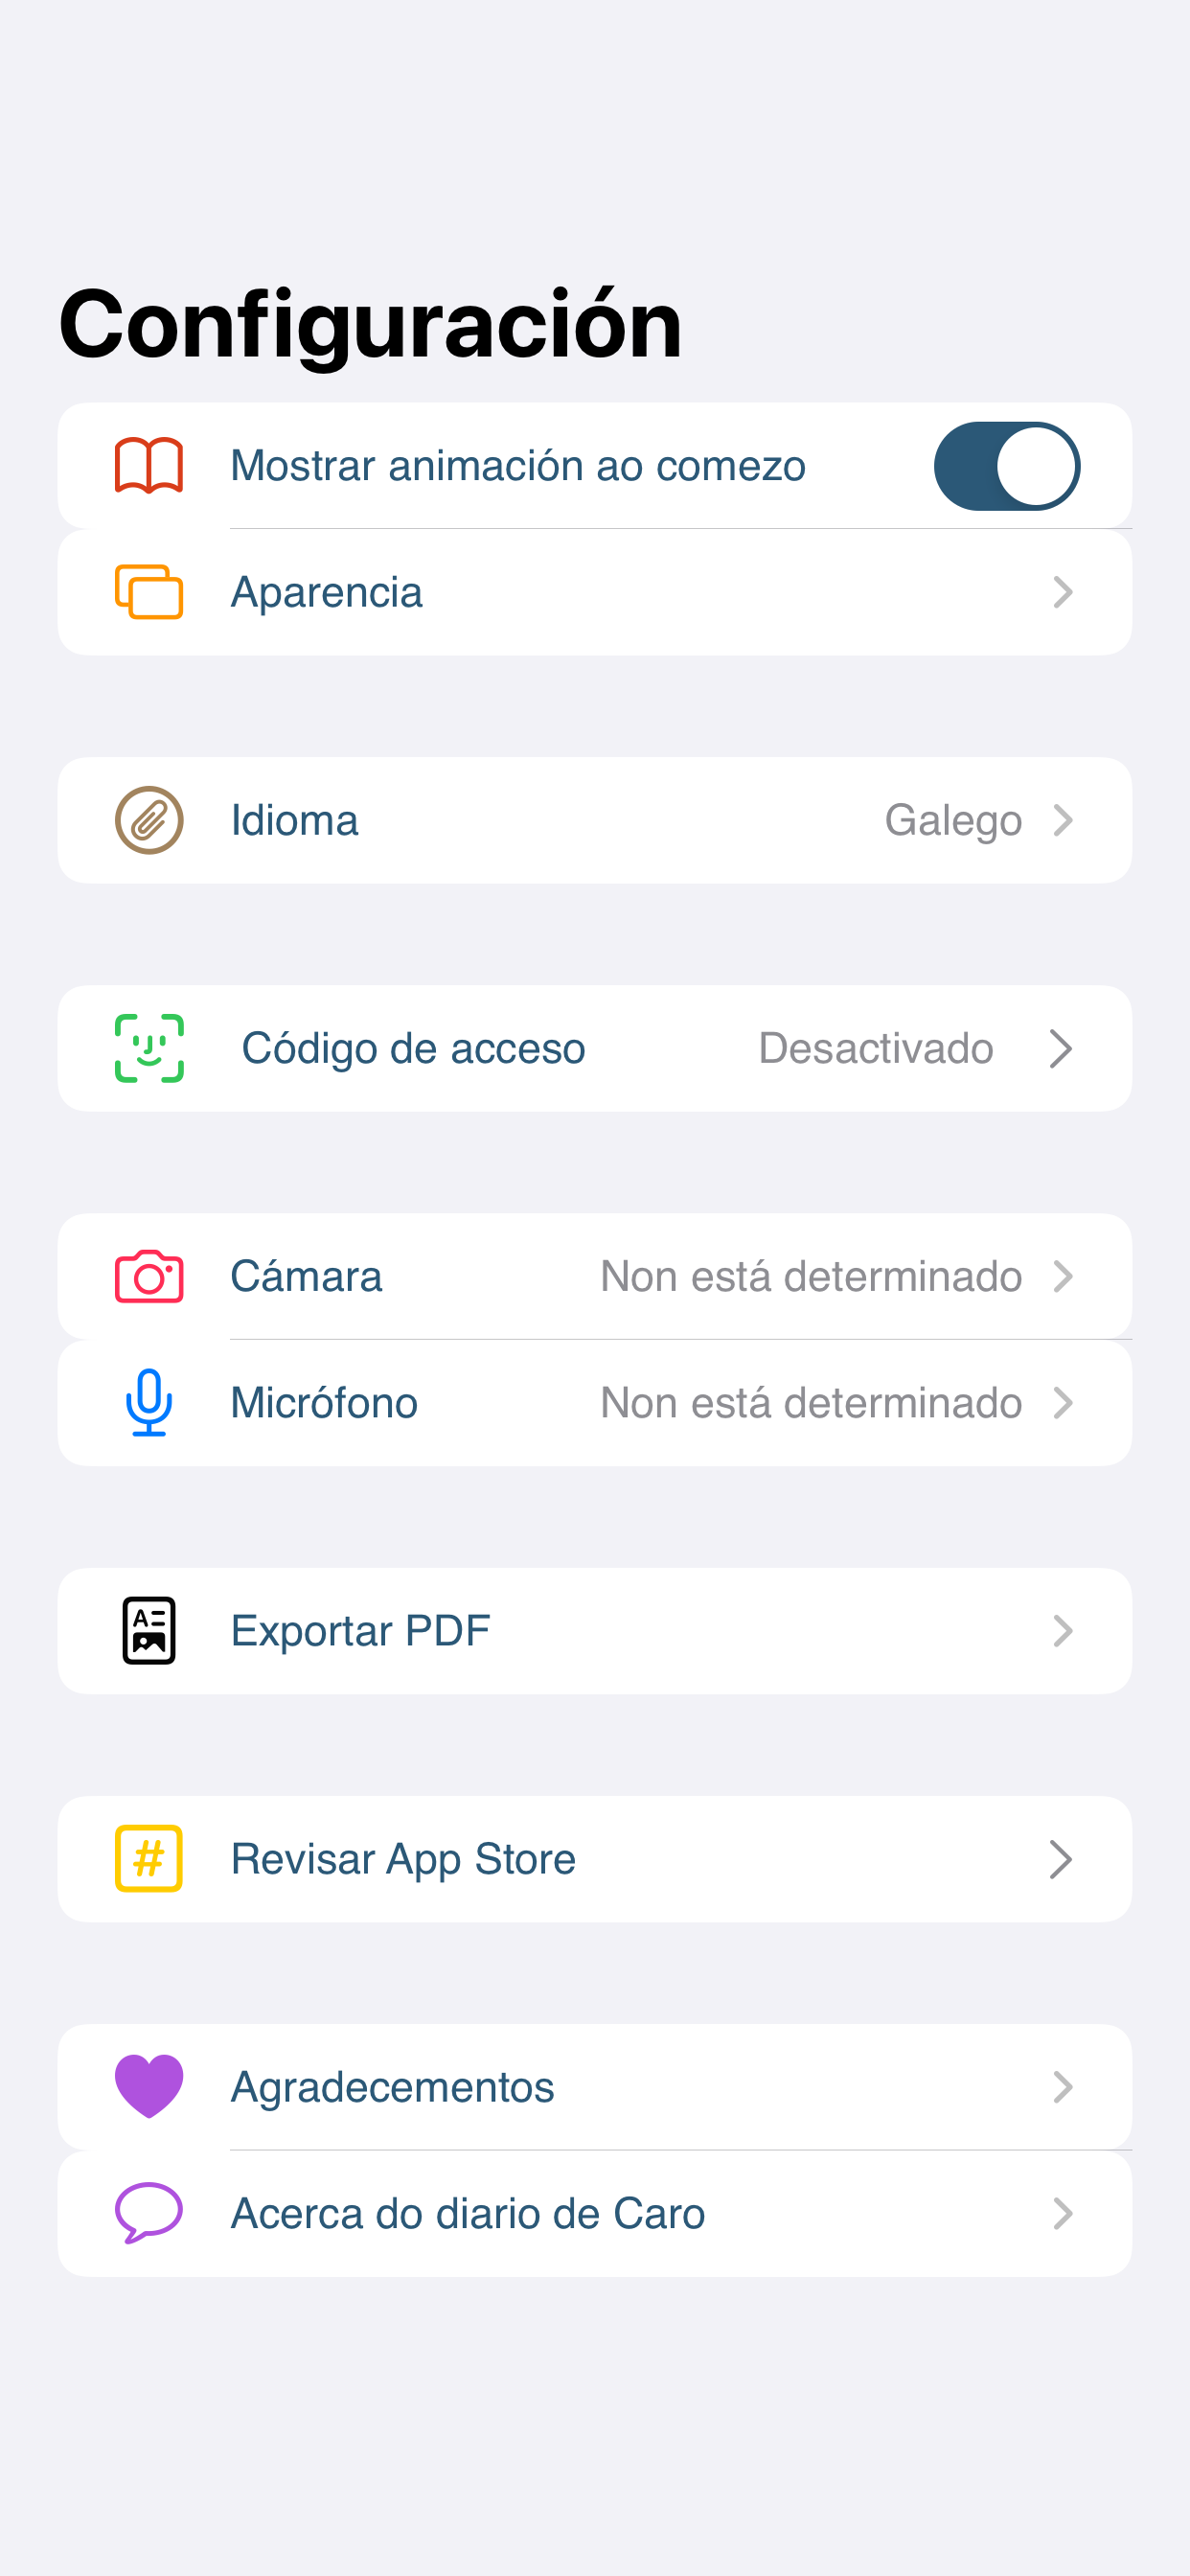 Configuración
Mostrar animación ao comezo
Aparencia
Idioma Galego
Código de acceso Desactivado
Cámara Non está determinado
Micrófono Non está determinado
Exportar PDF
Revisar App Store
Agradecementos
Acerca do diario de Caro